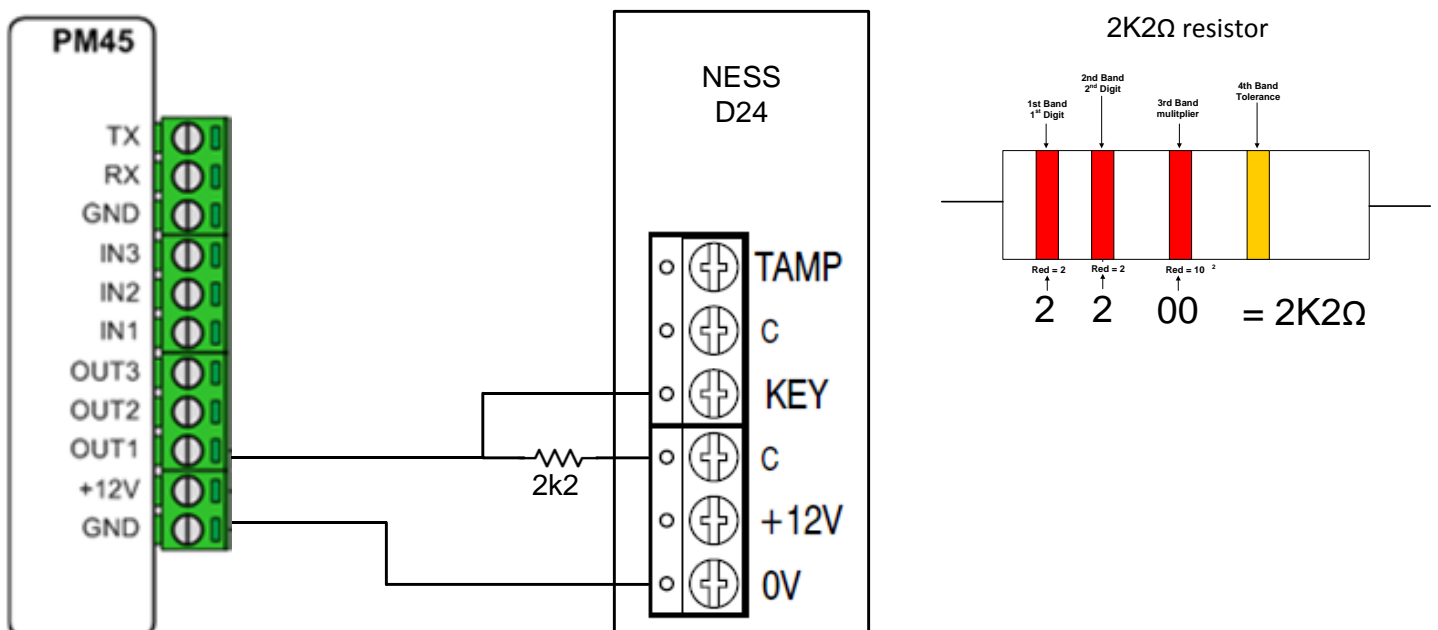 PM45
TX
RX
GND
IN3
IN2
IN1
OUT3
OUT2
OUT1
+12V
GND
2k2
NESS
D24
TAMP
C
KEY
C
+12V
0V
2K2Ω resistor
1st Band
1st Digit
2nd Band
2nd Digit
3rd Band
mulitplier
4th Band
Tolerance
Red = 2
Red = 2
Red = 10 2
2 2 00 = 2K2Ω